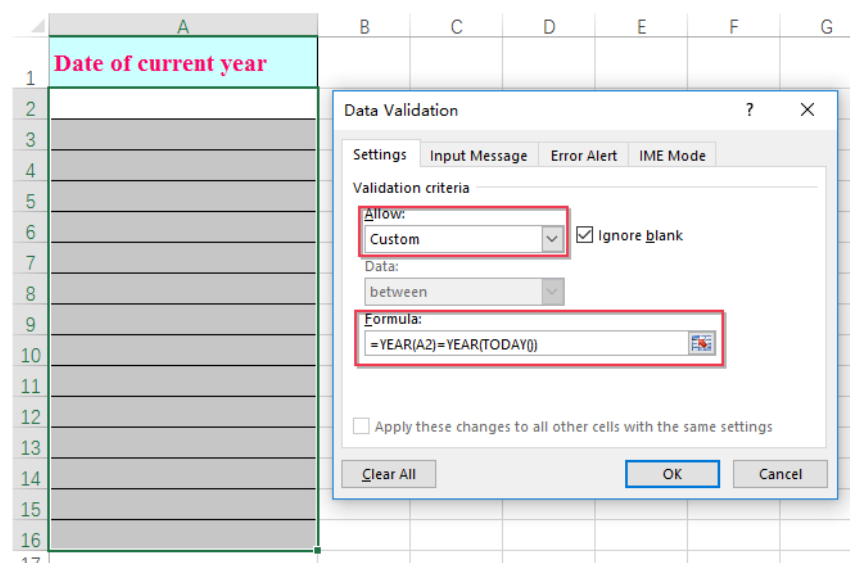 A B C D E F G
1 Date of current year
2
3
4
5
6
7
8
9
10
11
12
13
14
15
16
17
Data Validation ?
Settings Input Message Error Alert IME Mode
Validation criteria
Allow:
Custom Ignore blank
Data:
between
Formula:
=YEAR(A2)=YEAR(TODAY())
Apply these changes to all other cells with the same settings
Clear All OK Cancel